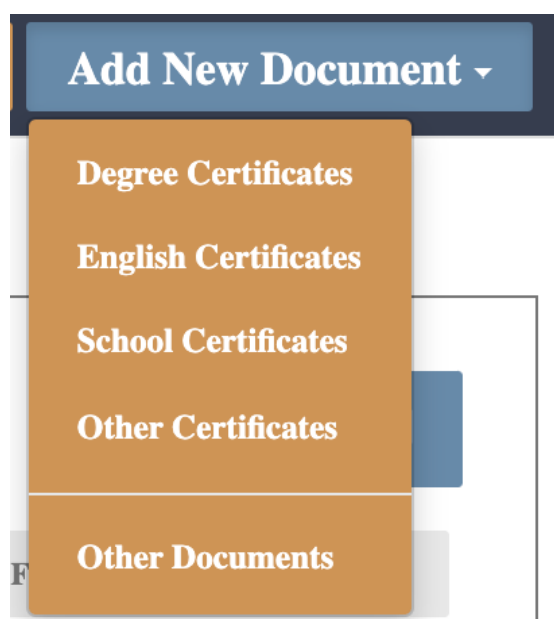 Add New Document
Degree Certificates
English Certificates
School Certificates
Other Certificates
Other Documents
F